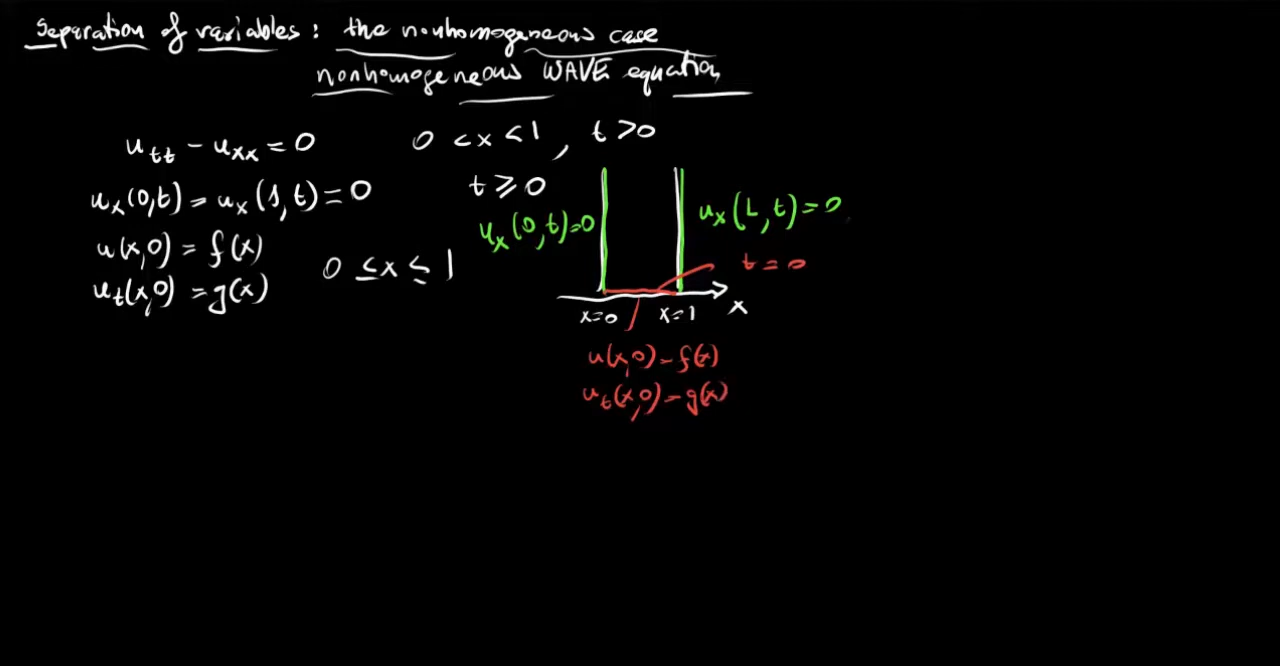 Separation of variables : the nonhomogeneous case
nonhomogeneous WAVE equation
u_tt - u_xx = 0    0 < x < 1 , t > 0
u_x(0,t) = u_x(1,t) = 0    t ⩾ 0
u(x,0) = f(x)
u_t(x,0) = g(x)    0 ≤ x ≤ 1
u_x(0,t)=0
u_x(L,t)=0
t = 0
x=0    x=1    x
u(x,0) = f(x)
u_t(x,0) = g(x)